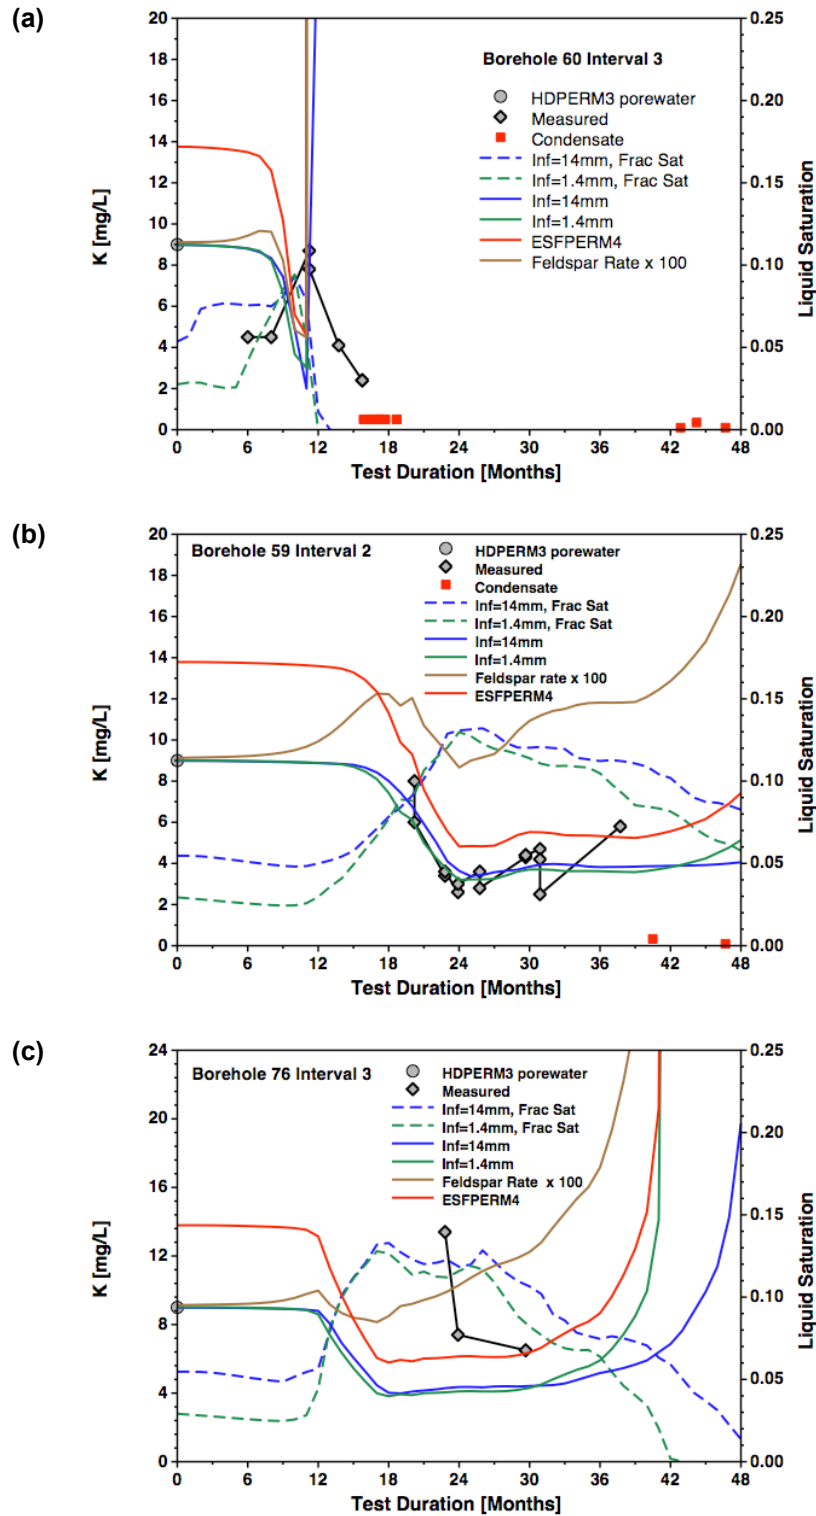 (a)
20
18
16
14
12
10
8
6
4
2
0
K [mg/L]
0.25
0.20
0.15
0.10
0.05
0.00
Liquid Saturation
Borehole 60 Interval 3
HDPERM3 porewater
Measured
Condensate
Inf=14mm, Frac Sat
Inf=1.4mm, Frac Sat
Inf=14mm
Inf=1.4mm
ESFPERM4
Feldspar Rate x 100
0 6 12 18 24 30 36 42 48
Test Duration [Months]
(b)
20
18
16
14
12
10
8
6
4
2
0
K [mg/L]
0.25
0.20
0.15
0.10
0.05
0.00
Liquid Saturation
Borehole 59 Interval 2
HDPERM3 porewater
Measured
Condensate
Inf=14mm, Frac Sat
Inf=1.4mm, Frac Sat
Inf=14mm
Inf=1.4mm
Feldspar rate x 100
ESFPERM4
0 6 12 18 24 30 36 42 48
Test Duration [Months]
(c)
24
20
16
12
8
4
0
K [mg/L]
0.25
0.20
0.15
0.10
0.05
0.00
Liquid Saturation
Borehole 76 Interval 3
HDPERM3 porewater
Measured
Inf=14mm, Frac Sat
Inf=1.4mm, Frac Sat
Inf=14mm
Inf=1.4mm
Feldspar Rate x 100
ESFPERM4
0 6 12 18 24 30 36 42 48
Test Duration [Months]